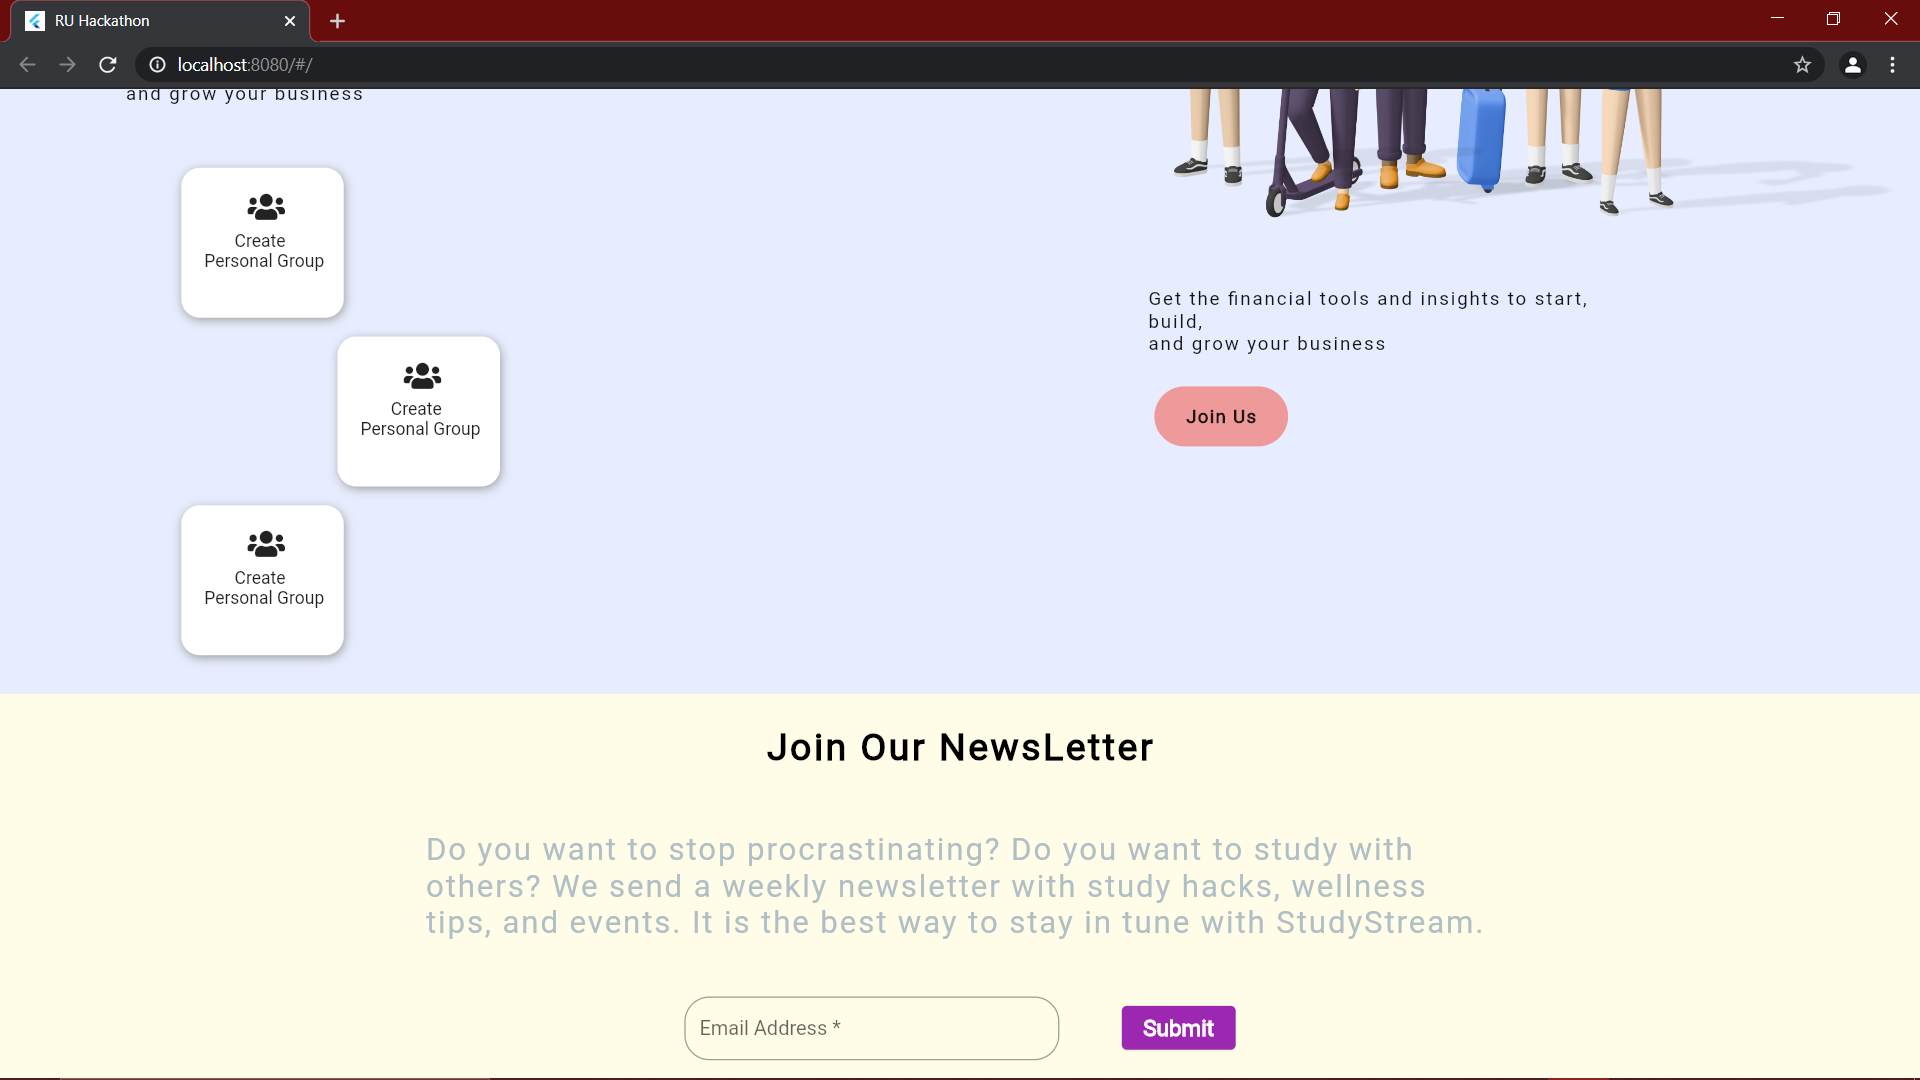 RU Hackathon
localhost:8080/#/
and grow your business
Create
Personal Group
Create
Personal Group
Create
Personal Group
Get the financial tools and insights to start,
build,
and grow your business
Join Us
Join Our NewsLetter
Do you want to stop procrastinating? Do you want to study with
others? We send a weekly newsletter with study hacks, wellness
tips, and events. It is the best way to stay in tune with StudyStream.
Email Address *
Submit